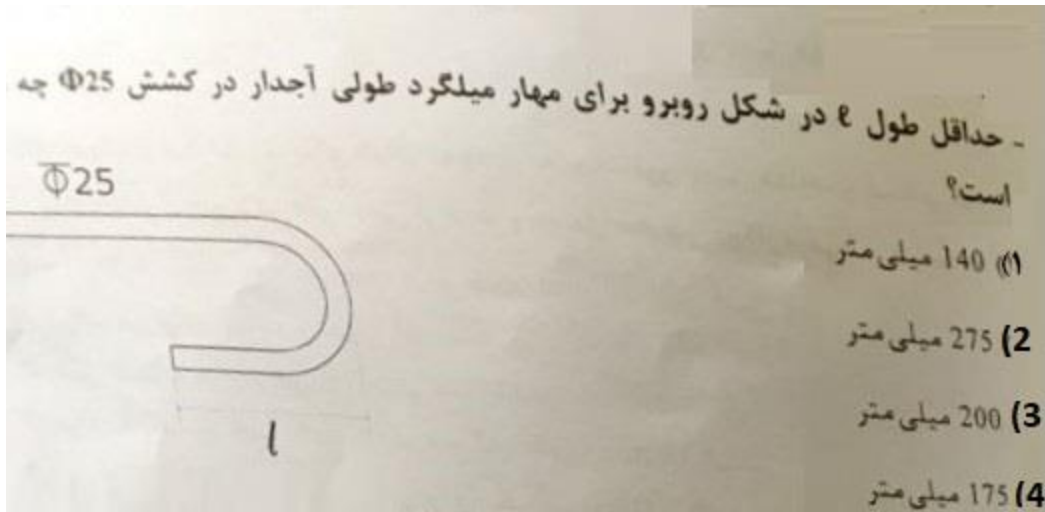 - حداقل طول ℓ در شکل روبرو برای مهار میلگرد طولی آجدار در کشش Φ25 چه
است؟
Φ25
1) 140 میلی متر
2) 275 میلی متر
3) 200 میلی متر
4) 175 میلی متر
l